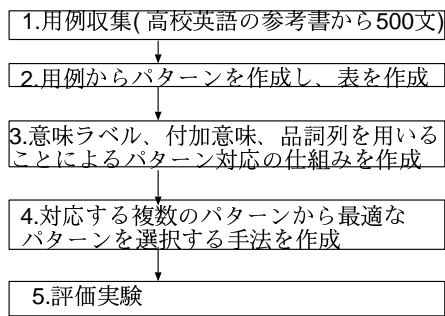 1.用例収集( 高校英語の参考書から500文)
2.用例からパターンを作成し、表を作成
3.意味ラベル、付加意味、品詞列を用いる
ことによるパターン対応の仕組みを作成
4.対応する複数のパターンから最適な
パターンを選択する手法を作成
5.評価実験